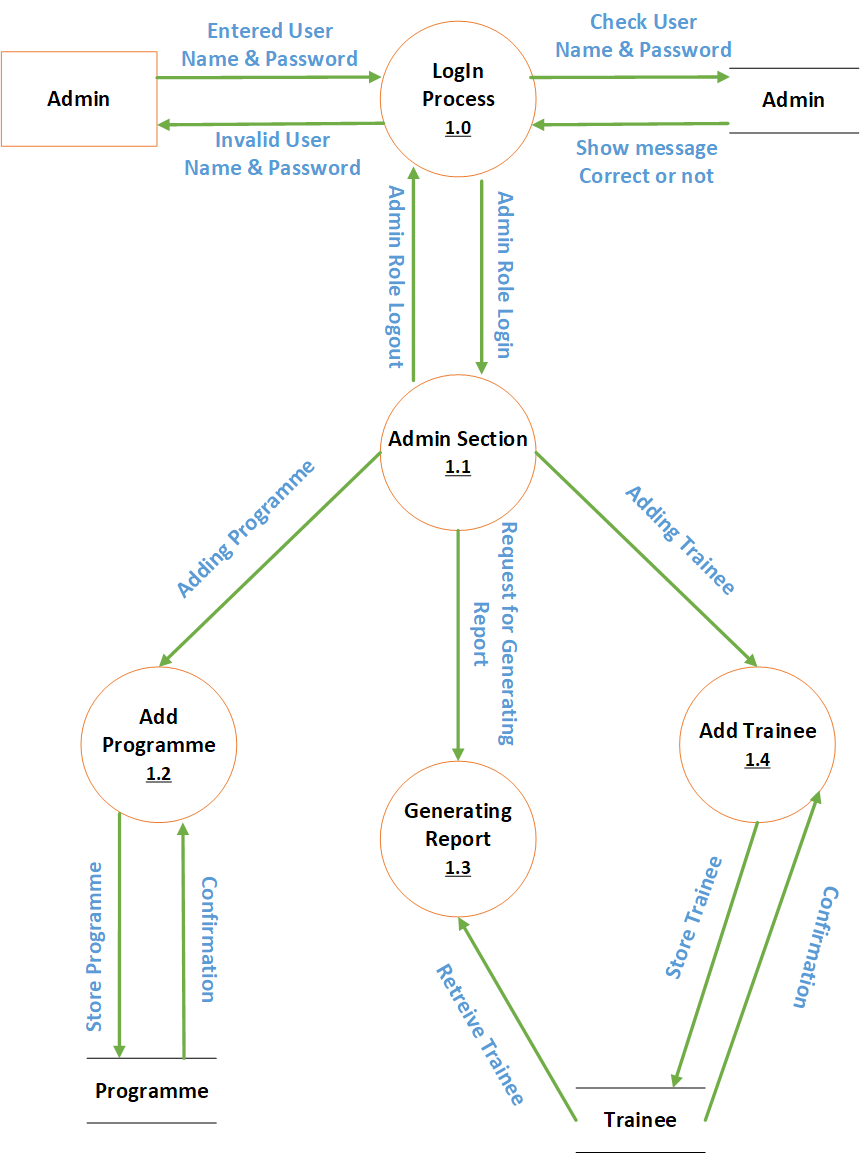 Entered User
Name & Password
Check User
Name & Password
Admin
LogIn
Process
1.0
Admin
Invalid User
Name & Password
Show message
Correct or not
Admin Role Logout
Admin Role Login
Admin Section
1.1
Adding Programme
Request for Generating
Report
Adding Trainee
Add
Programme
1.2
Generating
Report
1.3
Add Trainee
1.4
Store Programme
Confirmation
Retreive Trainee
Store Trainee
Confirmation
Programme
Trainee